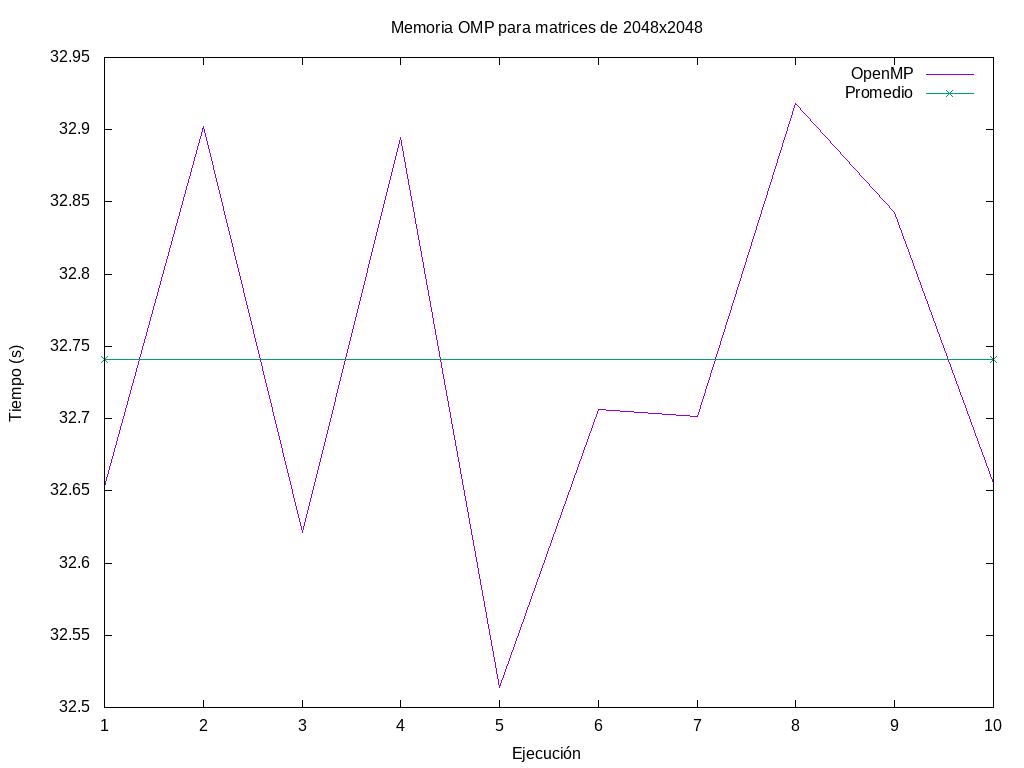 Memoria OMP para matrices de 2048x2048
OpenMP
Promedio
32.95
32.9
32.85
32.8
32.75
32.7
32.65
32.6
32.55
32.5
Tiempo (s)
1 2 3 4 5 6 7 8 9 10
Ejecución